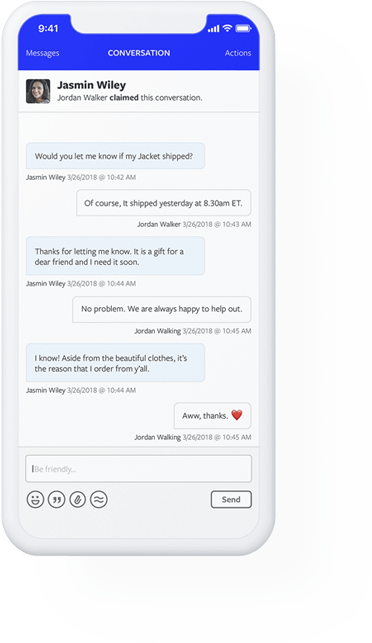 9:41
Messages CONVERSATION Actions
Jasmin Wiley
Jordan Walker claimed this conversation.
Would you let me know if my Jacket shipped?
Jasmin Wiley 3/26/2018 @ 10:42 AM
Of course, It shipped yesterday at 8.30am ET.
Jordan Walker 3/26/2018 @ 10:43 AM
Thanks for letting me know. It is a gift for a
dear friend and I need it soon.
Jasmin Wiley 3/26/2018 @ 10:44 AM
No problem. We are always happy to help out.
Jordan Walking 3/26/2018 @ 10:45 AM
I know! Aside from the beautiful clothes, it’s
the reason that I order from y’all.
Jasmin Wiley 3/26/2018 @ 10:44 AM
Aww, thanks. ❤️
Jordan Walking 3/26/2018 @ 10:45 AM
Be friendly...
Send